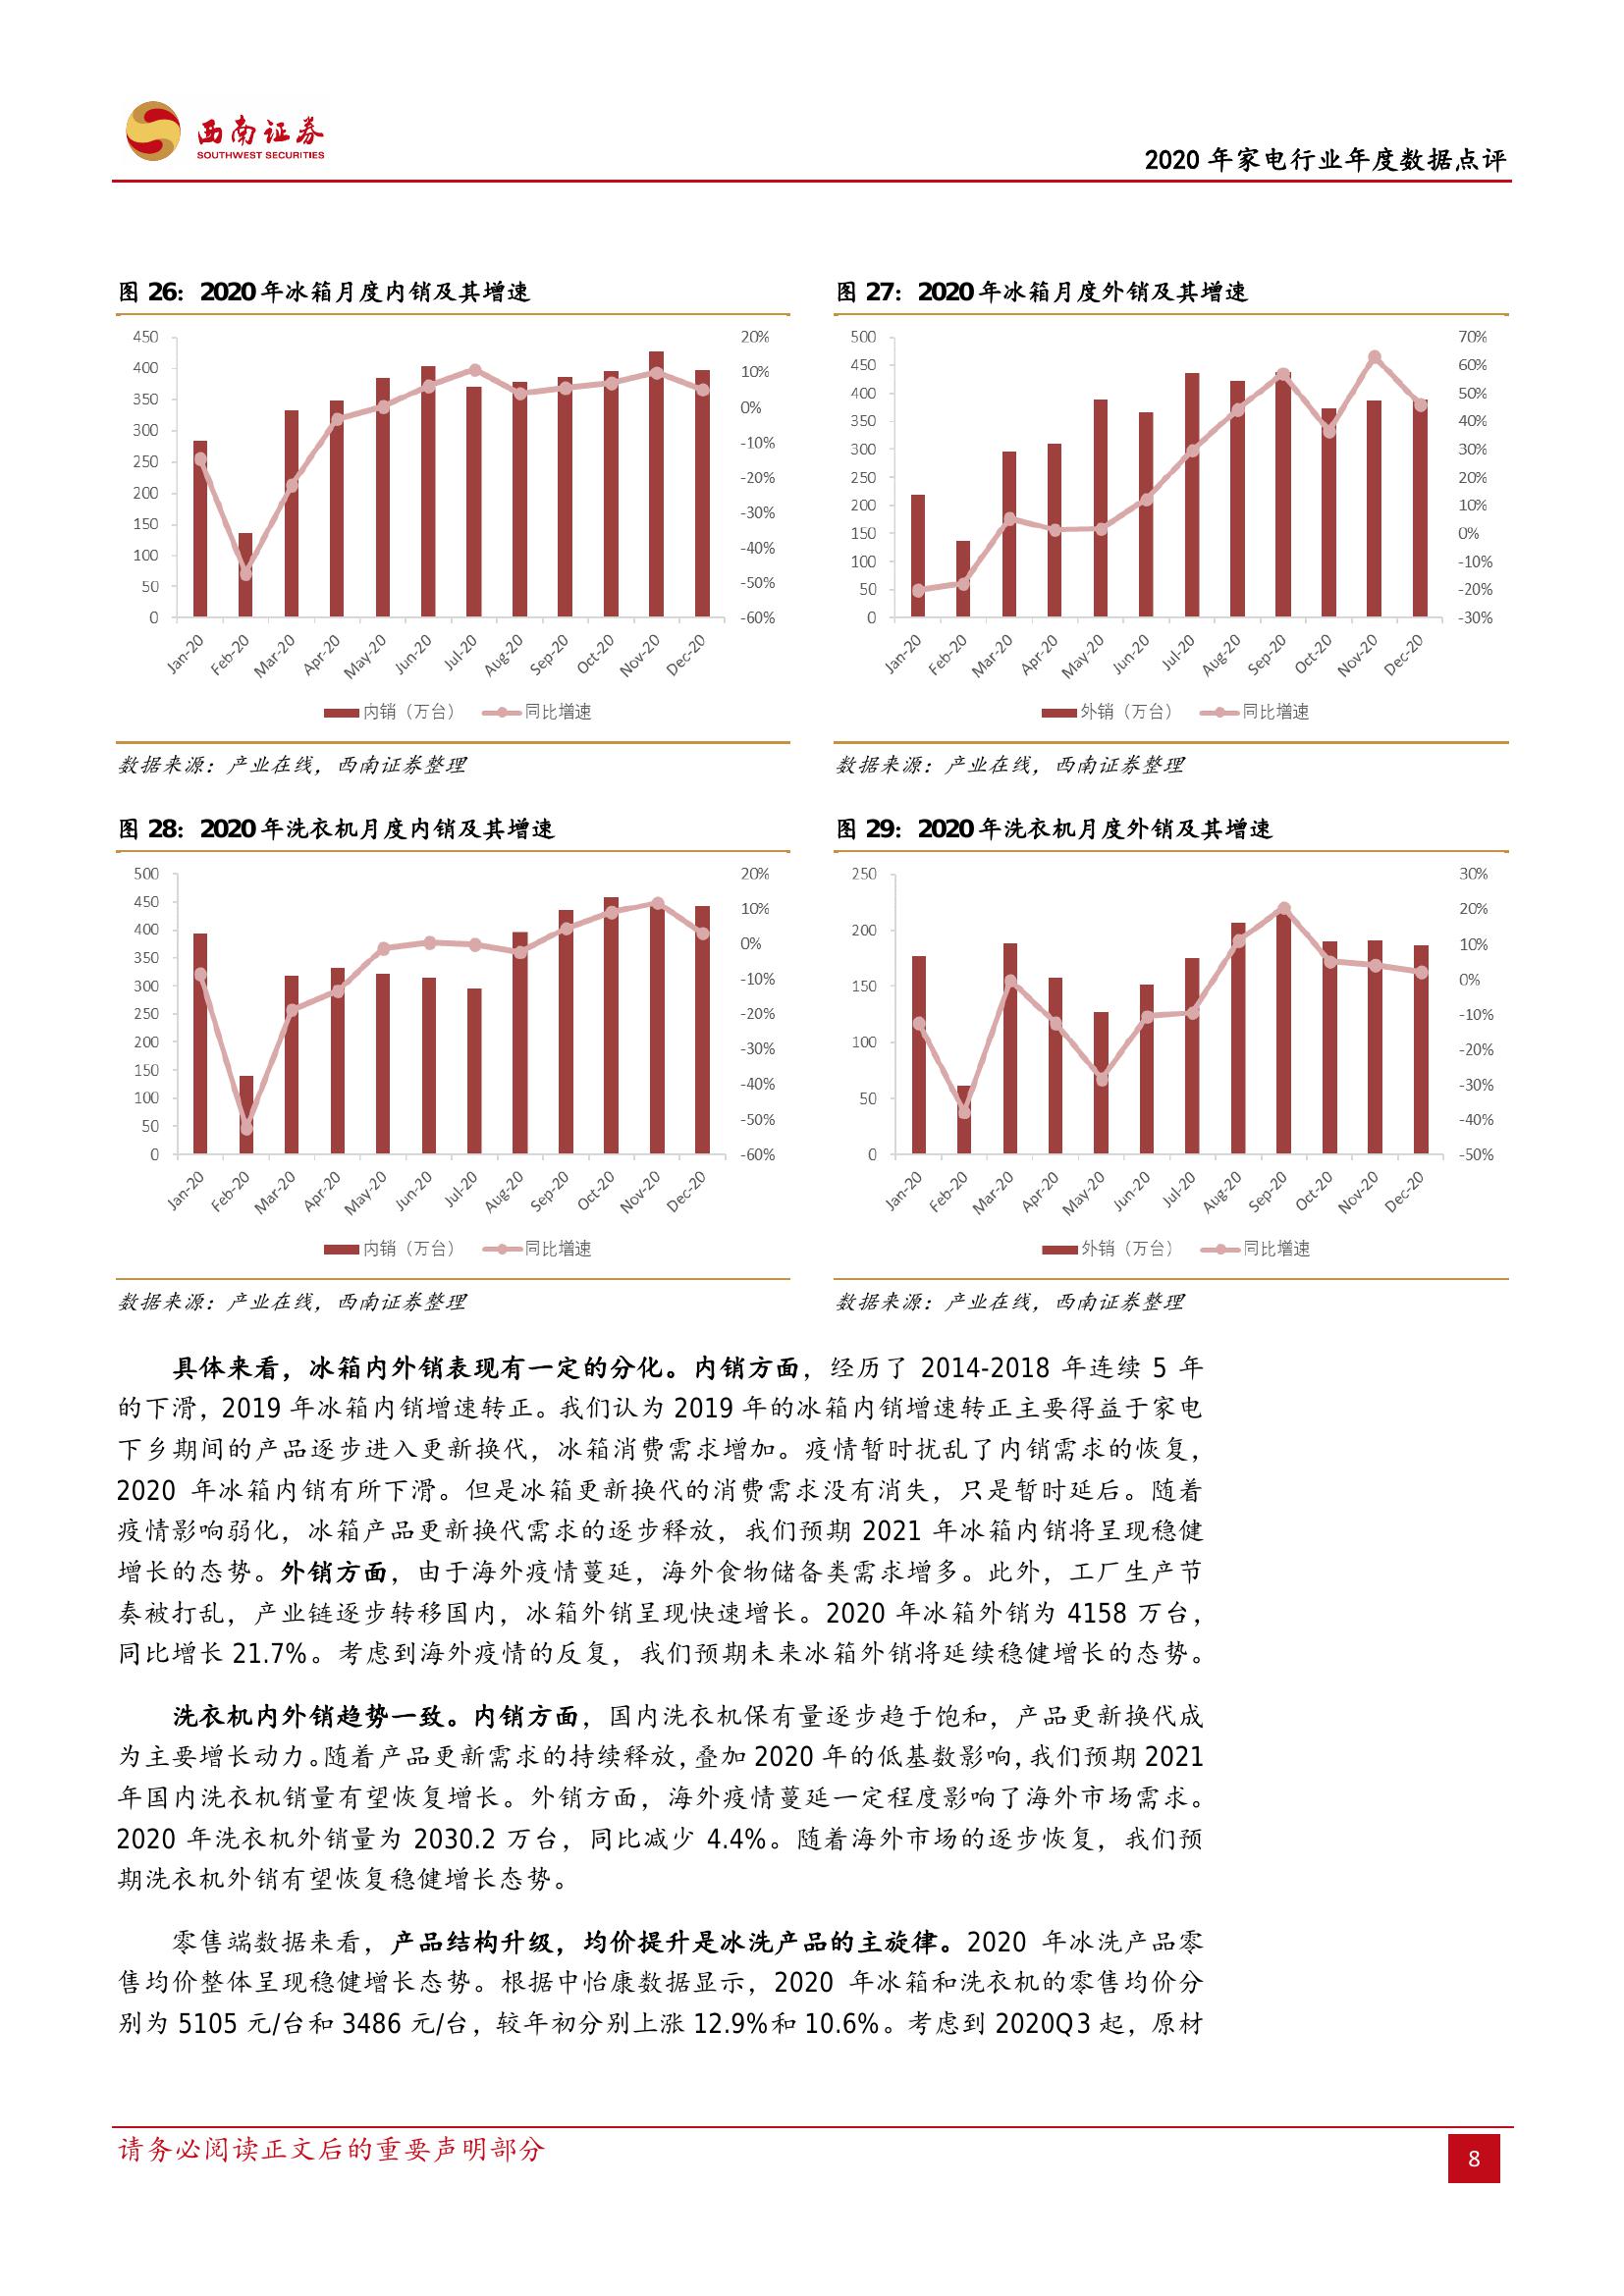 西南证券
SOUTHWEST SECURITIES
2020 年家电行业年度数据点评
图 26：2020 年冰箱月度内销及其增速
450
400
350
300
250
200
150
100
50
0
20%
10%
0%
-10%
-20%
-30%
-40%
-50%
-60%
Jan-20 Feb-20 Mar-20 Apr-20 May-20 Jun-20 Jul-20 Aug-20 Sep-20 Oct-20 Nov-20 Dec-20
内销（万台） 同比增速
数据来源：产业在线，西南证券整理
图 27：2020 年冰箱月度外销及其增速
500
450
400
350
300
250
200
150
100
50
0
70%
60%
50%
40%
30%
20%
10%
0%
-10%
-20%
-30%
Jan-20 Feb-20 Mar-20 Apr-20 May-20 Jun-20 Jul-20 Aug-20 Sep-20 Oct-20 Nov-20 Dec-20
外销（万台） 同比增速
数据来源：产业在线，西南证券整理
图 28：2020 年洗衣机月度内销及其增速
500
450
400
350
300
250
200
150
100
50
0
20%
10%
0%
-10%
-20%
-30%
-40%
-50%
-60%
Jan-20 Feb-20 Mar-20 Apr-20 May-20 Jun-20 Jul-20 Aug-20 Sep-20 Oct-20 Nov-20 Dec-20
内销（万台） 同比增速
数据来源：产业在线，西南证券整理
图 29：2020 年洗衣机月度外销及其增速
250
200
150
100
50
0
30%
20%
10%
0%
-10%
-20%
-30%
-40%
-50%
Jan-20 Feb-20 Mar-20 Apr-20 May-20 Jun-20 Jul-20 Aug-20 Sep-20 Oct-20 Nov-20 Dec-20
外销（万台） 同比增速
数据来源：产业在线，西南证券整理
具体来看，冰箱内外销表现有一定的分化。内销方面，经历了 2014-2018 年连续 5 年
的下滑，2019 年冰箱内销增速转正。我们认为 2019 年的冰箱内销增速转正主要得益于家电
下乡期间的产品逐步进入更新换代，冰箱消费需求增加。疫情暂时扰乱了内销需求的恢复，
2020 年冰箱内销有所下滑。但是冰箱更新换代的消费需求没有消失，只是暂时延后。随着
疫情影响弱化，冰箱产品更新换代需求的逐步释放，我们预期 2021 年冰箱内销将呈现稳健
增长的态势。外销方面，由于海外疫情蔓延，海外食物储备类需求增多。此外，工厂生产节
奏被打乱，产业链逐步转移国内，冰箱外销呈现快速增长。2020 年冰箱外销为 4158 万台，
同比增长 21.7%。考虑到海外疫情的反复，我们预期未来冰箱外销将延续稳健增长的态势。
洗衣机内外销趋势一致。内销方面，国内洗衣机保有量逐步趋于饱和，产品更新换代成
为主要增长动力。随着产品更新需求的持续释放，叠加 2020 年的低基数影响，我们预期 2021
年国内洗衣机销量有望恢复增长。外销方面，海外疫情蔓延一定程度影响了海外市场需求。
2020 年洗衣机外销量为 2030.2 万台，同比减少 4.4%。随着海外市场的逐步恢复，我们预
期洗衣机外销有望恢复稳健增长态势。
零售端数据来看，产品结构升级，均价提升是冰洗产品的主旋律。2020 年冰洗产品零
售均价整体呈现稳健增长态势。根据中怡康数据显示，2020 年冰箱和洗衣机的零售均价分
别为 5105 元/台和 3486 元/台，较年初分别上涨 12.9%和 10.6%。考虑到 2020Q3 起，原材
请务必阅读正文后的重要声明部分
8